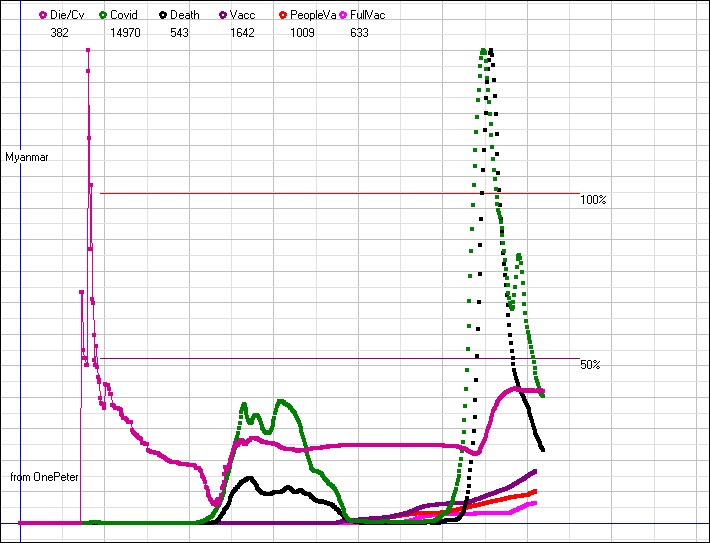 Die/Cv Covid Death Vacc PeopleVa FullVac
382 14970 543 1642 1009 633
Myanmar
100%
50%
from OnePeter